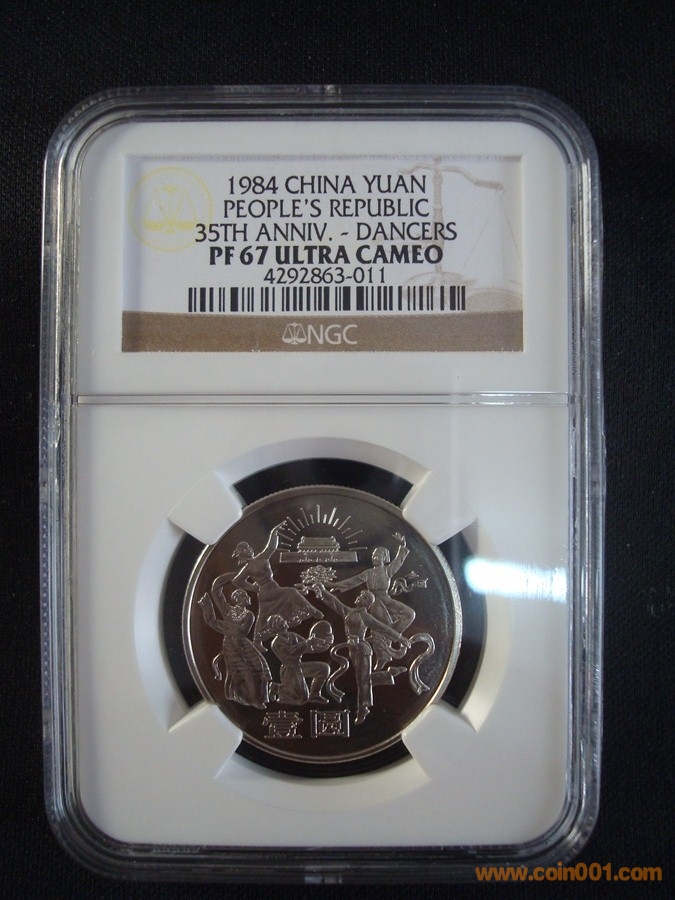 1984 CHINA YUAN
PEOPLE'S REPUBLIC
35TH ANNIV. - DANCERS
PF 67 ULTRA CAMEO
4292863-011
NGC
壹圓
www.coin001.com